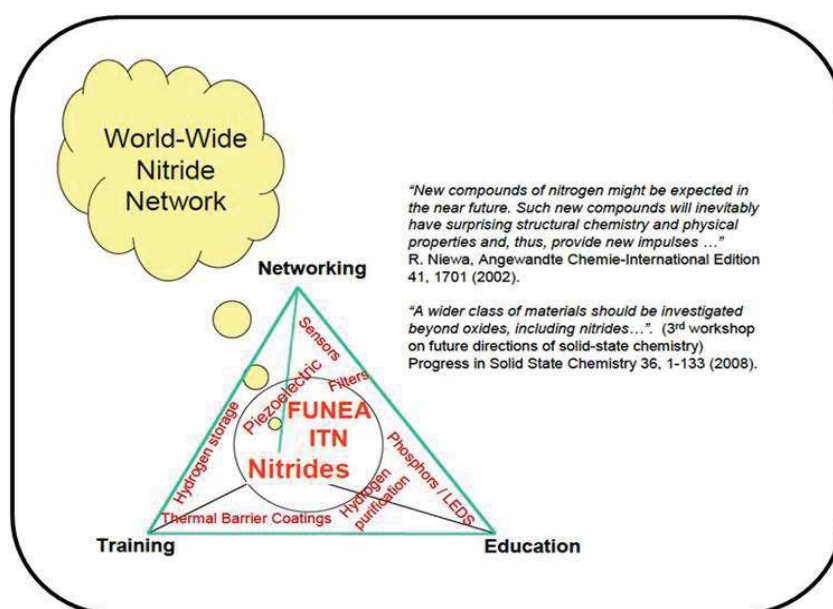 World-Wide
Nitride
Network
“New compounds of nitrogen might be expected in
the near future. Such new compounds will inevitably
have surprising structural chemistry and physical
properties and, thus, provide new impulses …”
R. Niewa, Angewandte Chemie-International Edition
41, 1701 (2002).
“A wider class of materials should be investigated
beyond oxides, including nitrides…”. (3rd workshop
on future directions of solid-state chemistry)
Progress in Solid State Chemistry 36, 1-133 (2008).
Networking
Sensors
Filters
Piezoelectric
Hydrogen storage
FUNEA
ITN
Nitrides
Phosphors / LEDS
Hydrogen
purification
Thermal Barrier Coatings
Training
Education